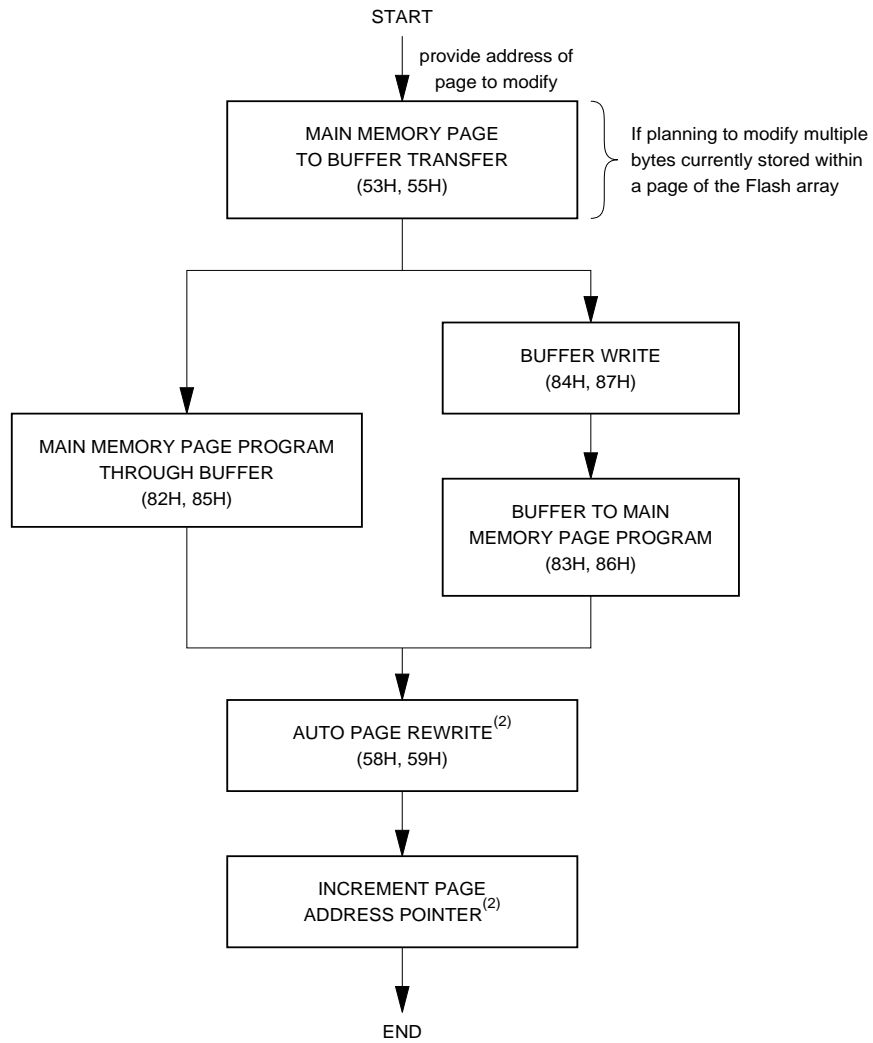 START
provide address of
page to modify
MAIN MEMORY PAGE
TO BUFFER TRANSFER
(53H, 55H)
If planning to modify multiple
bytes currently stored within
a page of the Flash array
BUFFER WRITE
(84H, 87H)
MAIN MEMORY PAGE PROGRAM
THROUGH BUFFER
(82H, 85H)
BUFFER TO MAIN
MEMORY PAGE PROGRAM
(83H, 86H)
AUTO PAGE REWRITE(2)
(58H, 59H)
INCREMENT PAGE
ADDRESS POINTER(2)
END